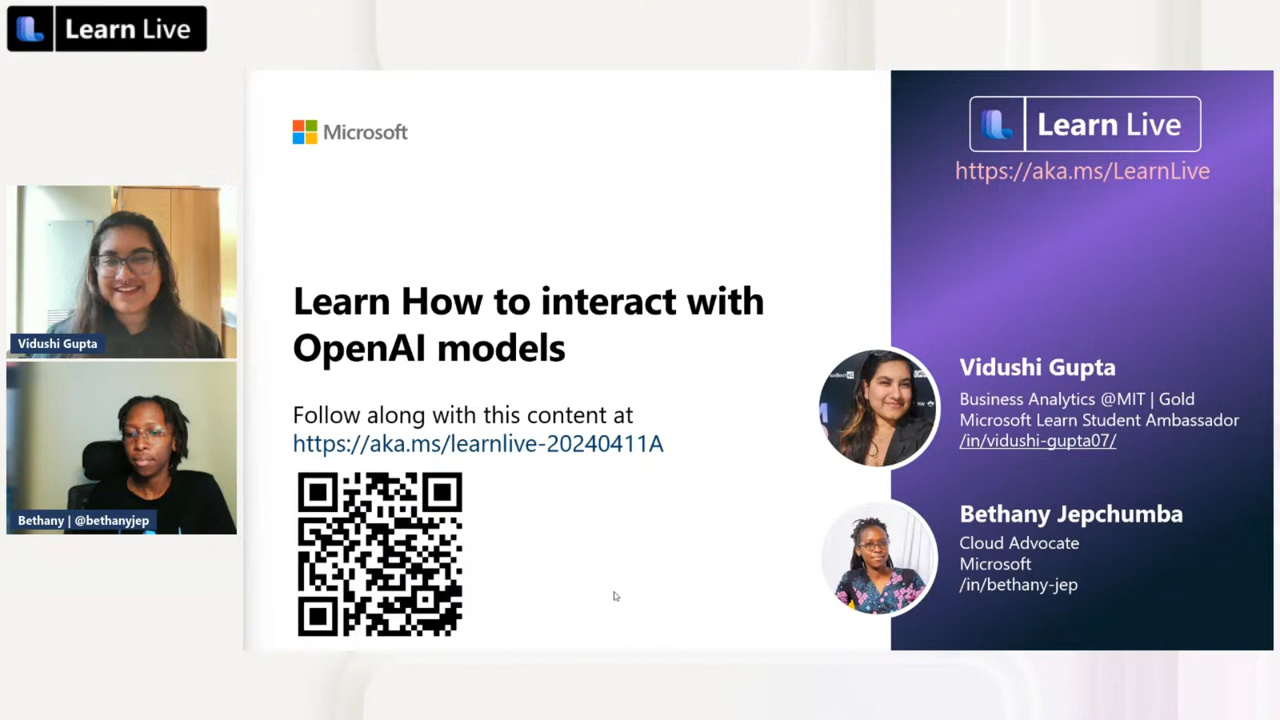 Learn Live
Microsoft
Learn Live
https://aka.ms/LearnLive
Learn How to interact with
OpenAI models
Follow along with this content at
https://aka.ms/learnlive-20240411A
Vidushi Gupta
Business Analytics @MIT | Gold
Microsoft Learn Student Ambassador
/in/vidushi-gupta07/
Bethany Jepchumba
Cloud Advocate
Microsoft
/in/bethany-jep
Vidushi Gupta
Bethany | @bethanyjep